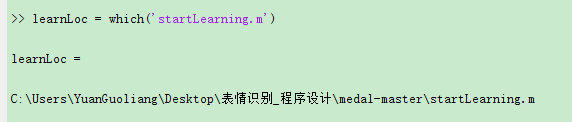 >> learnLoc = which('startLearning.m')
learnLoc =
C:\Users\YuanGuoliang\Desktop\表情识别_程序设计\medal-master\startLearning.m